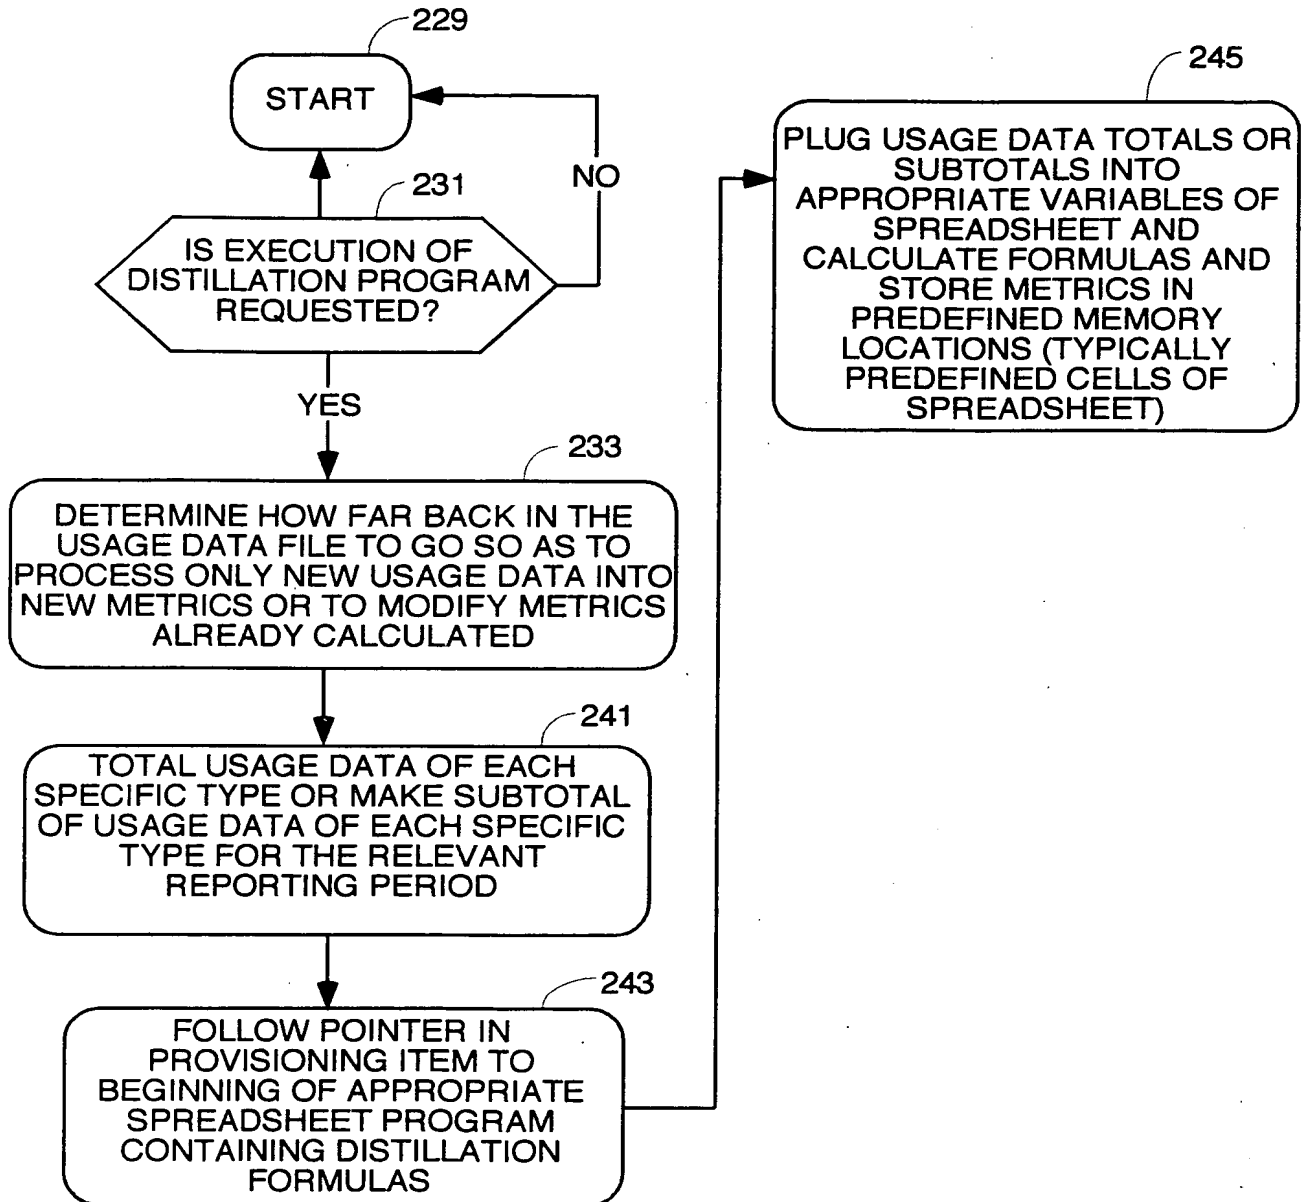 229
START
NO
231
IS EXECUTION OF
DISTILLATION PROGRAM
REQUESTED?
YES
233
DETERMINE HOW FAR BACK IN THE
USAGE DATA FILE TO GO SO AS TO
PROCESS ONLY NEW USAGE DATA INTO
NEW METRICS OR TO MODIFY METRICS
ALREADY CALCULATED
241
TOTAL USAGE DATA OF EACH
SPECIFIC TYPE OR MAKE SUBTOTAL
OF USAGE DATA OF EACH SPECIFIC
TYPE FOR THE RELEVANT
REPORTING PERIOD
243
FOLLOW POINTER IN
PROVISIONING ITEM TO
BEGINNING OF APPROPRIATE
SPREADSHEET PROGRAM
CONTAINING DISTILLATION
FORMULAS
245
PLUG USAGE DATA TOTALS OR
SUBTOTALS INTO
APPROPRIATE VARIABLES OF
SPREADSHEET AND
CALCULATE FORMULAS AND
STORE METRICS IN
PREDEFINED MEMORY
LOCATIONS (TYPICALLY
PREDEFINED CELLS OF
SPREADSHEET)